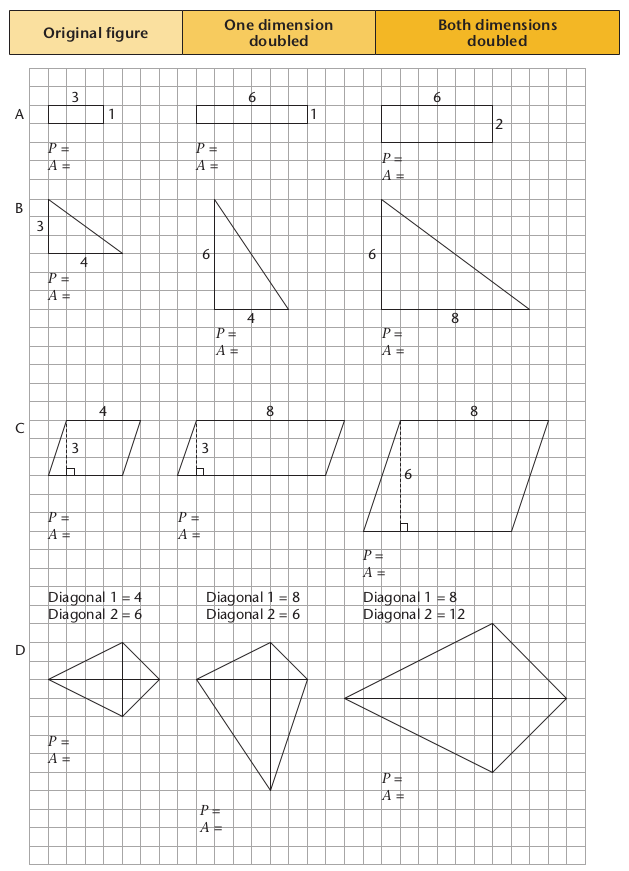 Original figure
One dimension
doubled
Both dimensions
doubled
A
3
1
P =
A =
6
1
P =
A =
6
2
P =
A =
B
3
4
P =
A =
6
4
P =
A =
6
8
P =
A =
C
4
3
P =
A =
8
3
P =
A =
8
6
P =
A =
D
Diagonal 1 = 4
Diagonal 2 = 6
P =
A =
Diagonal 1 = 8
Diagonal 2 = 6
P =
A =
Diagonal 1 = 8
Diagonal 2 = 12
P =
A =